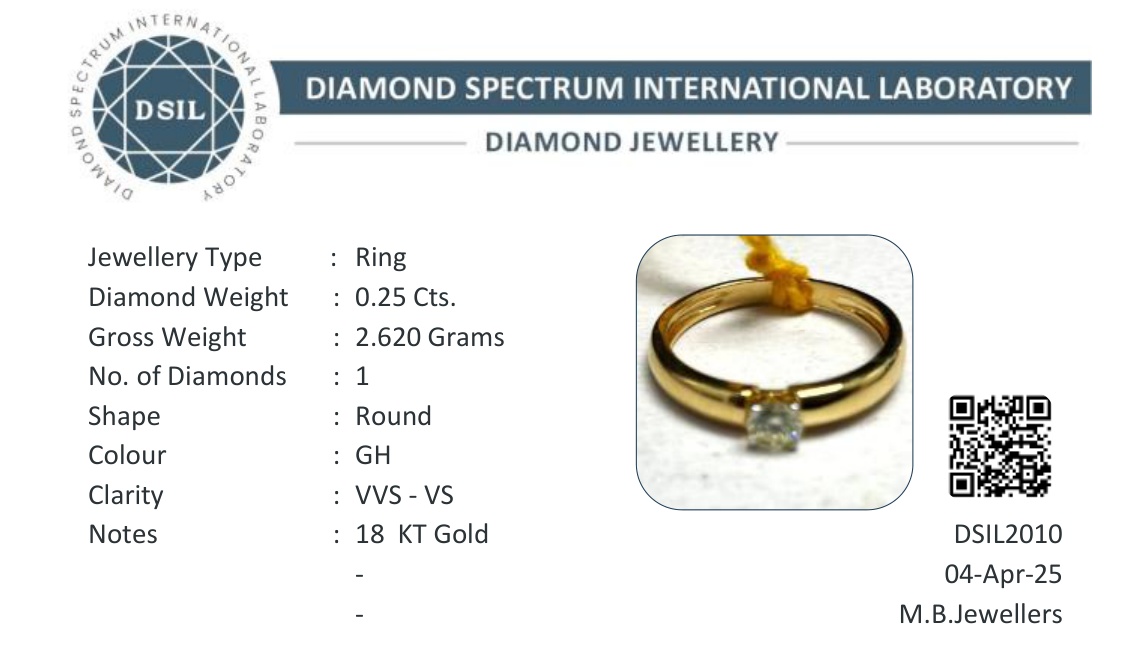 DIAMOND SPECTRUM INTERNATIONAL LABORATORY
DSIL
DIAMOND SPECTRUM INTERNATIONAL LABORATORY
DIAMOND JEWELLERY
Jewellery Type : Ring
Diamond Weight : 0.25 Cts.
Gross Weight : 2.620 Grams
No. of Diamonds : 1
Shape : Round
Colour : GH
Clarity : VVS - VS
Notes : 18 KT Gold
-
-
DSIL2010
04-Apr-25
M.B.Jewellers